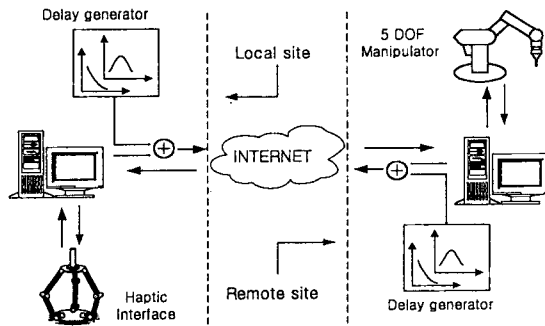 Delay generator
Local site
5 DOF
Manipulator
INTERNET
Haptic
Interface
Remote site
Delay generator